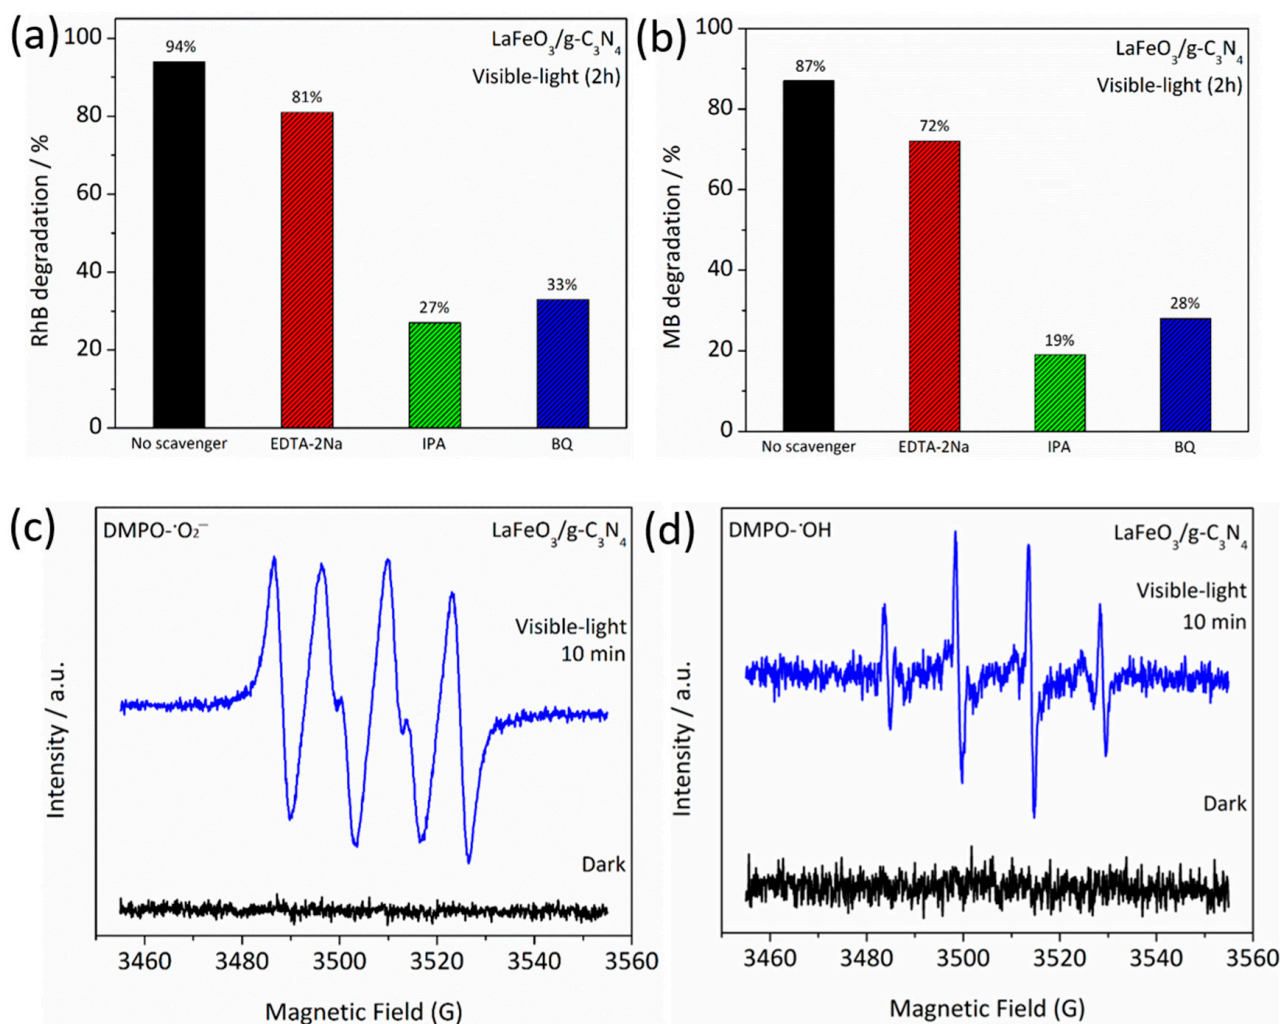 (a)
LaFeO3/g-C3N4
Visible-light (2h)
94%
81%
27%
33%
100
80
60
40
20
0
RhB degradation / %
No scavenger EDTA-2Na IPA BQ
(b)
LaFeO3/g-C3N4
Visible-light (2h)
87%
72%
19%
28%
100
80
60
40
20
0
MB degradation / %
No scavenger EDTA-2Na IPA BQ
(c)
DMPO-·O2− LaFeO3/g-C3N4
Visible-light
10 min
Dark
Intensity / a.u.
3460 3480 3500 3520 3540 3560
Magnetic Field (G)
(d)
DMPO-·OH LaFeO3/g-C3N4
Visible-light
10 min
Dark
Intensity / a.u.
3460 3480 3500 3520 3540 3560
Magnetic Field (G)